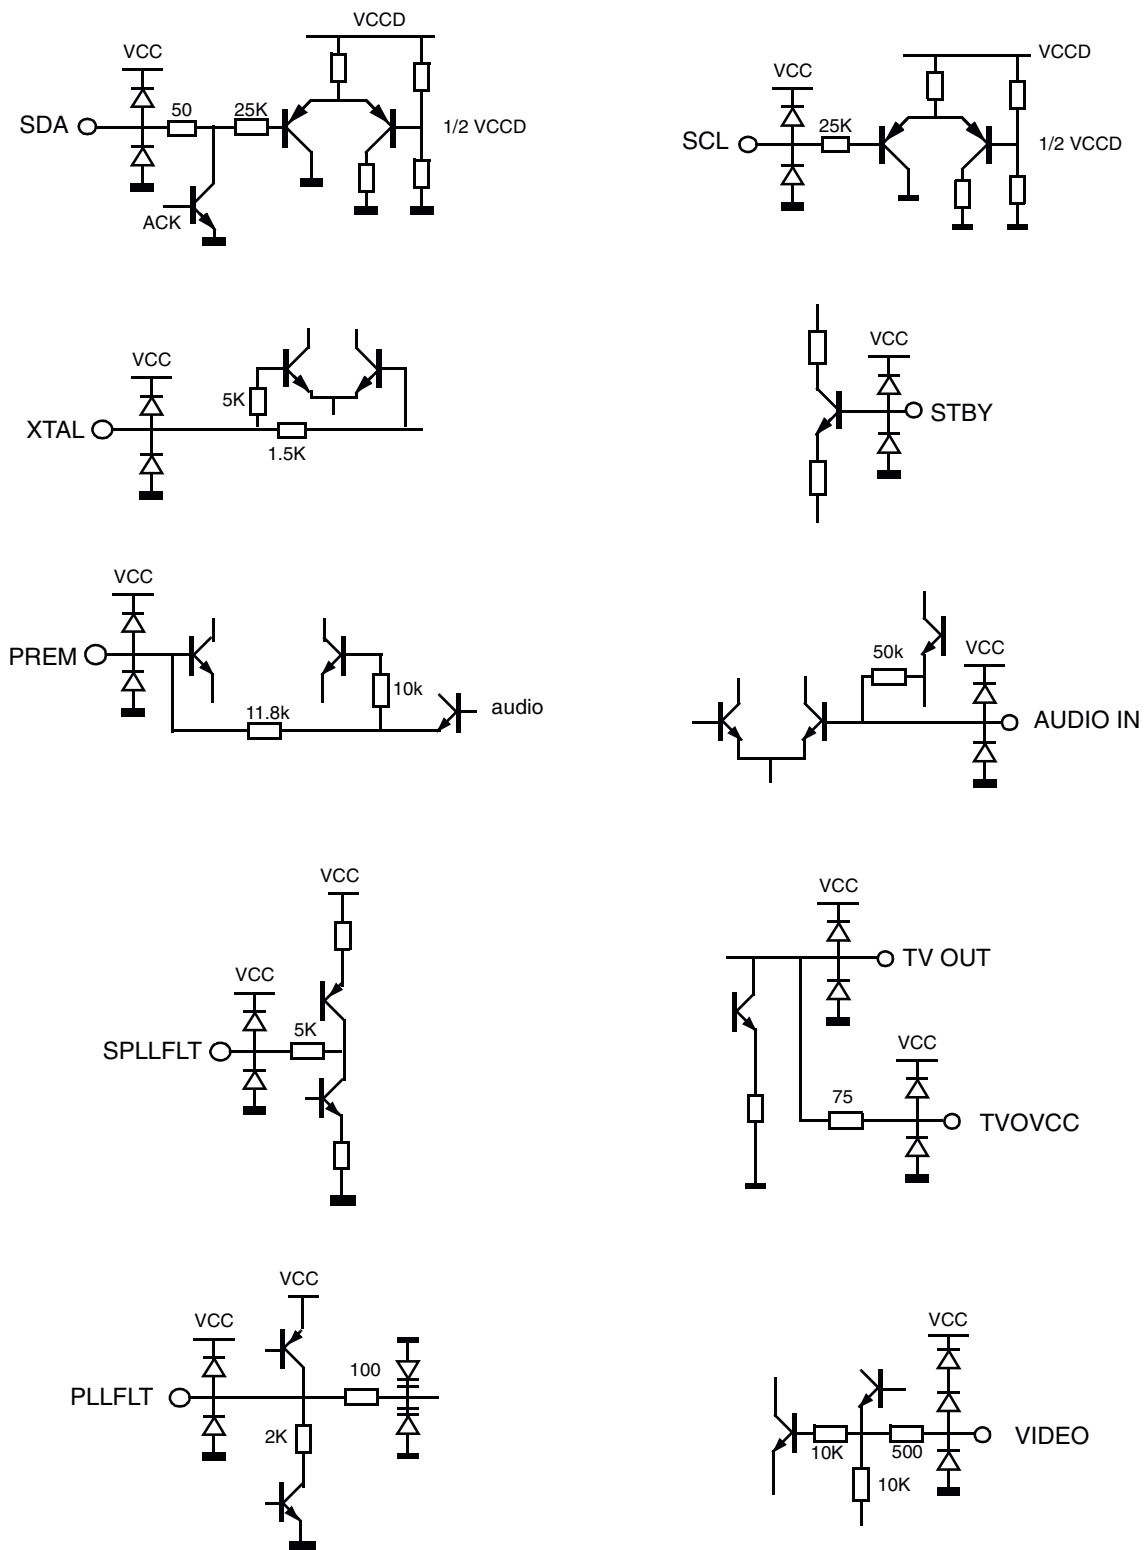 VCCD
VCC
50
25K
SDA
1/2 VCCD
ACK
VCCD
VCC
25K
SCL
1/2 VCCD
VCC
5K
XTAL
1.5K
VCC
STBY
VCC
PREM
10k
11.8k
audio
50k
VCC
AUDIO IN
VCC
VCC
5K
SPLLFLT
VCC
TV OUT
VCC
75
TVOVCC
VCC
VCC
100
PLLFLT
2K
VCC
10K
500
VIDEO
10K